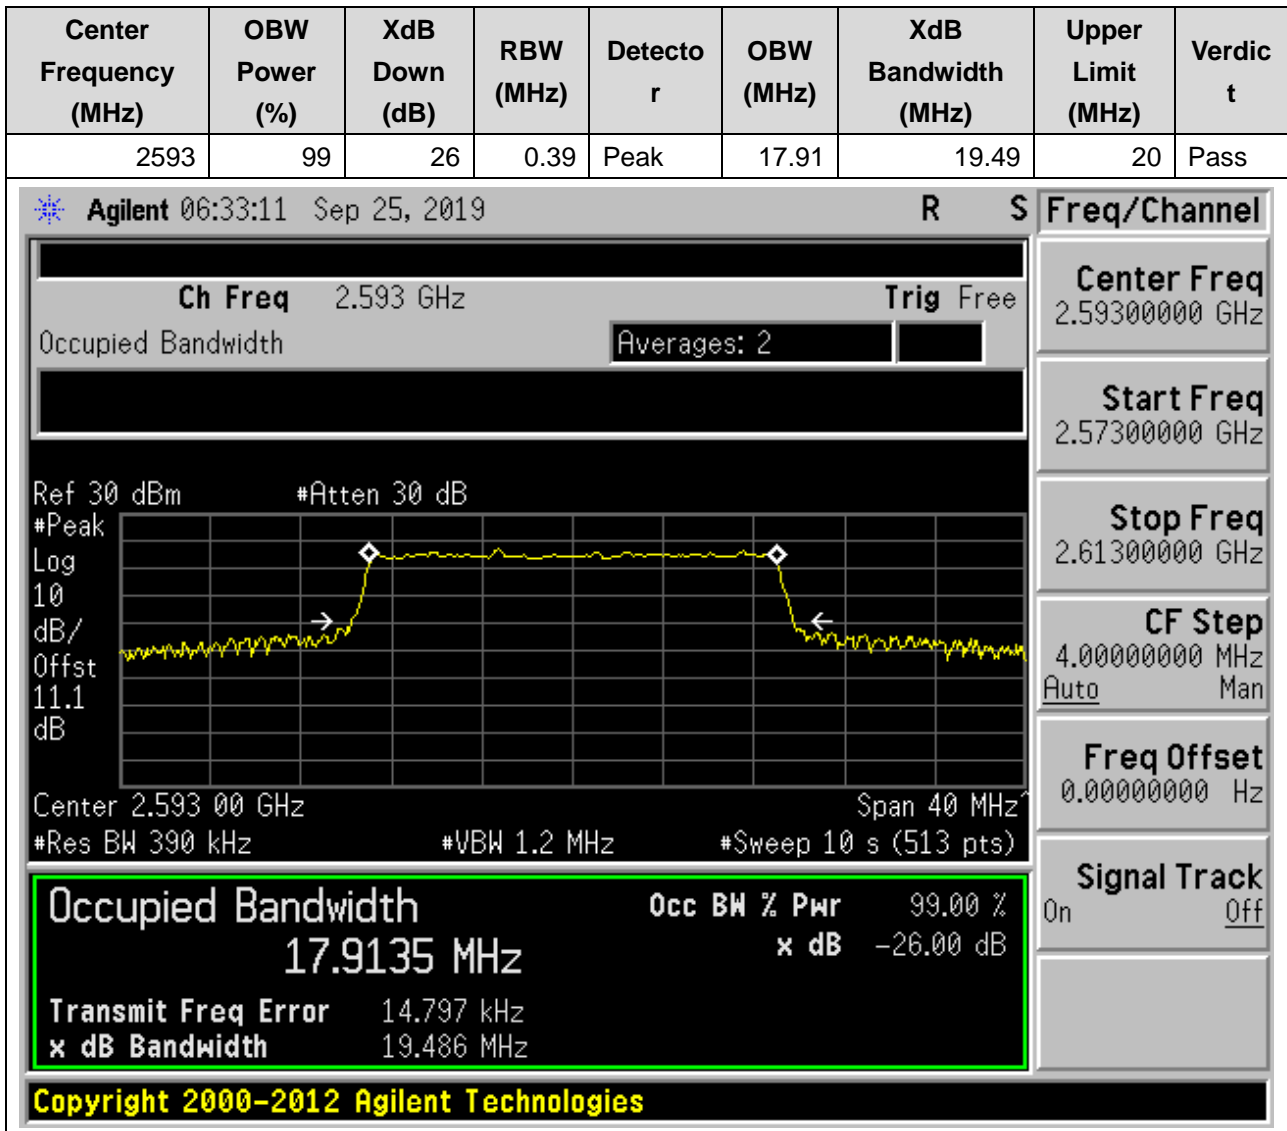 Center Frequency (MHz) OBW Power (%) XdB Down (dB) RBW (MHz) Detecto r OBW (MHz) XdB Bandwidth (MHz) Upper Limit (MHz) Verdic t
2593 99 26 0.39 Peak 17.91 19.49 20 Pass
Agilent 06:33:11 Sep 25, 2019 R S Freq/Channel
Ch Freq 2.593 GHz Trig Free
Occupied Bandwidth Averages: 2
Center Freq
2.59300000 GHz
Start Freq
2.57300000 GHz
Stop Freq
2.61300000 GHz
CF Step
4.00000000 MHz
Auto Man
Freq Offset
0.00000000 Hz
Signal Track
On Off
Ref 30 dBm #Atten 30 dB
#Peak
Log
10
dB/
Offst
11.1
dB
Center 2.593 00 GHz Span 40 MHz^
#Res BW 390 kHz #VBW 1.2 MHz #Sweep 10 s (513 pts)
Occupied Bandwidth Occ BW % Pwr 99.00 %
17.9135 MHz x dB -26.00 dB
Transmit Freq Error 14.797 kHz
x dB Bandwidth 19.486 MHz
Copyright 2000-2012 Agilent Technologies